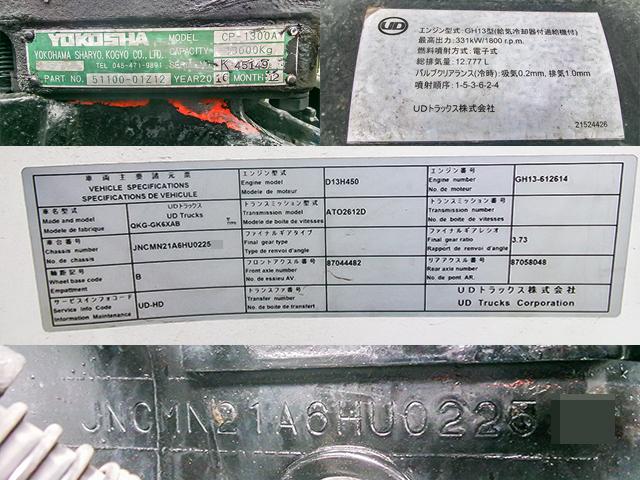 YOKOSHA
YOKOHAMA SHARYO KOGYO CO., LTD.
TEL 045-471-9891
MODEL CP-1300A
CAPACITY 13000Kg
SERIAL K 45149
PART NO. 51100-01Z12 YEAR20 16 MONTH 12
UD
エンジン型式: GH13型(給気冷却器付過給機付)
最高出力: 331kW/1800 r.p.m.
燃料噴射方式: 電子式
総排気量: 12.777 L
バルブクリアランス(冷時): 吸気0.2mm, 排気1.0mm
噴射順序: 1-5-3-6-2-4
UDトラックス株式会社
21524426
車両主要諸元票
VEHICLE SPECIFICATIONS
SPECIFICATIONS DE VEHICULE
エンジン型式
Engine model
Modele de moteur
D13H450
エンジン番号
Engine number
No. de moteur
GH13-612614
車名型式
Made and model
Modele de fabrique
UDトラックス
UD Trucks
QKG-GK6XAB
トランスミッション型式
Transmission model
Modele de boite de vitesses
ATO2612D
トランスミッション番号
Transmission number
No. de boite de vitesses
車台番号
Chassis number
No. de chassis
JNCMN21A6HU0225
ファイナルギアタイプ
Final gear type
Type de renvoi d'angle
ファイナルギアレシオ
Final gear ratio
Rapport de renvoi d'angle
3.73
軸距記号
Wheel base code
Empattement
B
フロントアクスル番号
Front axle number
No. de essieu AV.
87044482
リアアクスル番号
Rear axle number
No. de pont AR.
87058048
サービスインフォコード
Service Info Code
Information Maintenance
UD-HD
トランスファ番号
Transfer number
No. de boite de transfert
UDトラックス株式会社
UD Trucks Corporation
JNCMN21A6HU0225